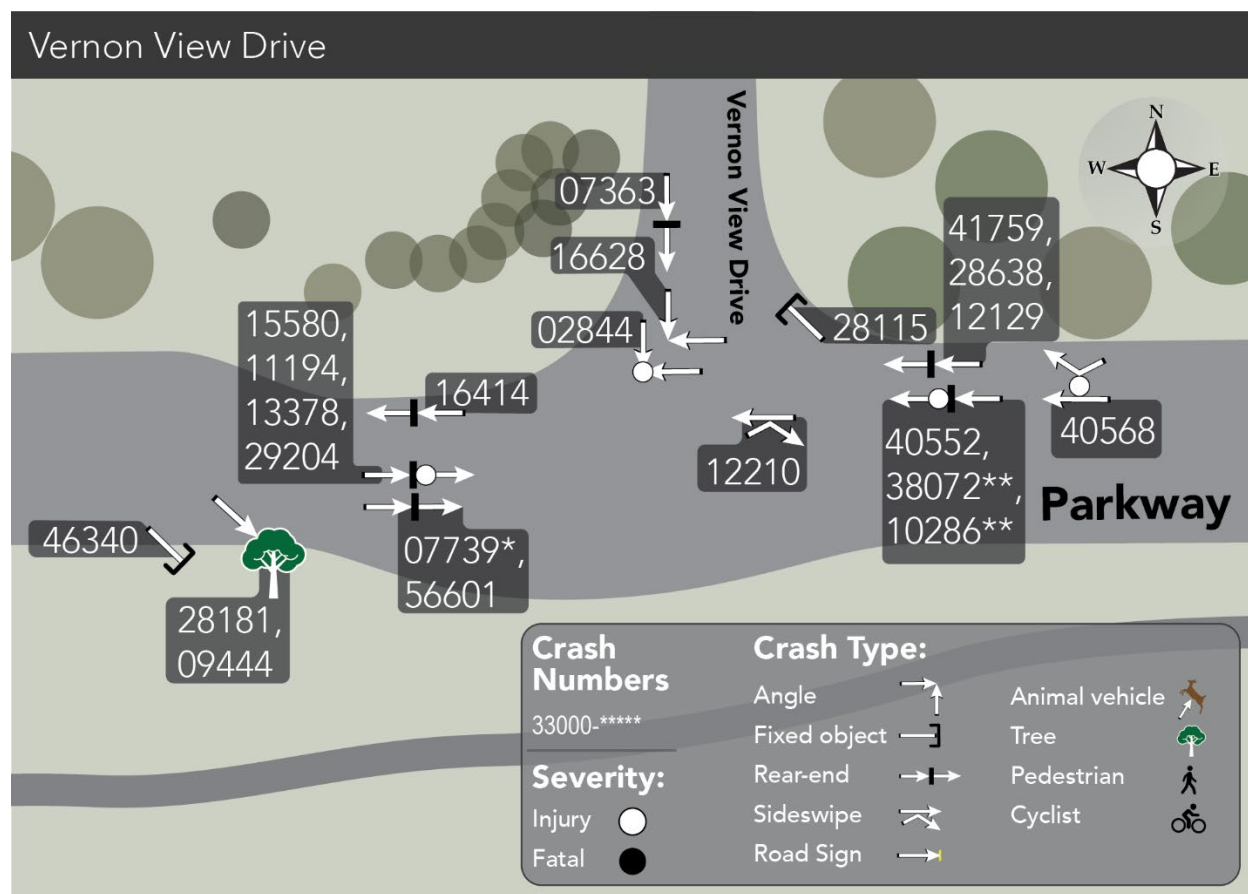 Vernon View Drive
Vernon View Drive
N
W
E
S
07363
16628
02844
28115
41759,
28638,
12129
15580,
11194,
13378,
29204
16414
12210
40552,
38072**,
10286**
40568
Parkway
46340
28181,
09444
07739*,
56601
Crash
Numbers
33000-*****
Severity:
Injury
Fatal
Crash Type:
Angle
Fixed object
Rear-end
Sideswipe
Road Sign
Animal vehicle
Tree
Pedestrian
Cyclist